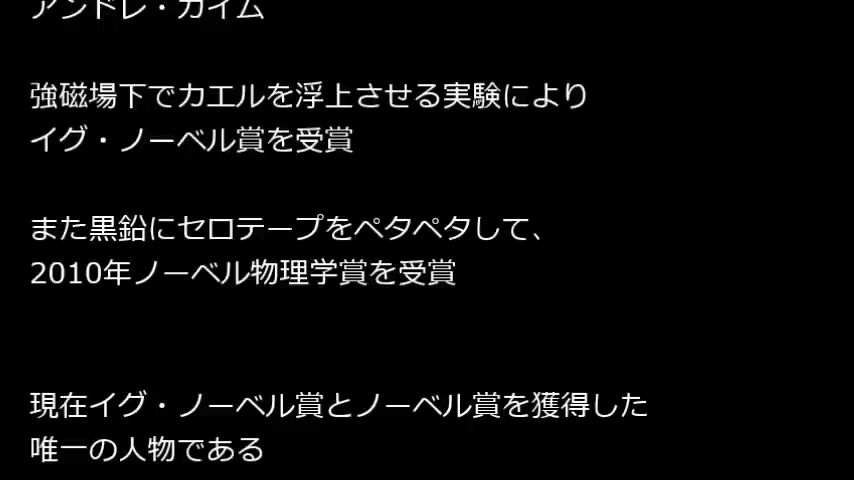 アンドレ・ガイム
強磁場下でカエルを浮上させる実験により
イグ・ノーベル賞を受賞
また黒鉛にセロテープをペタペタして、
2010年ノーベル物理学賞を受賞
現在イグ・ノーベル賞とノーベル賞を獲得した
唯一の人物である